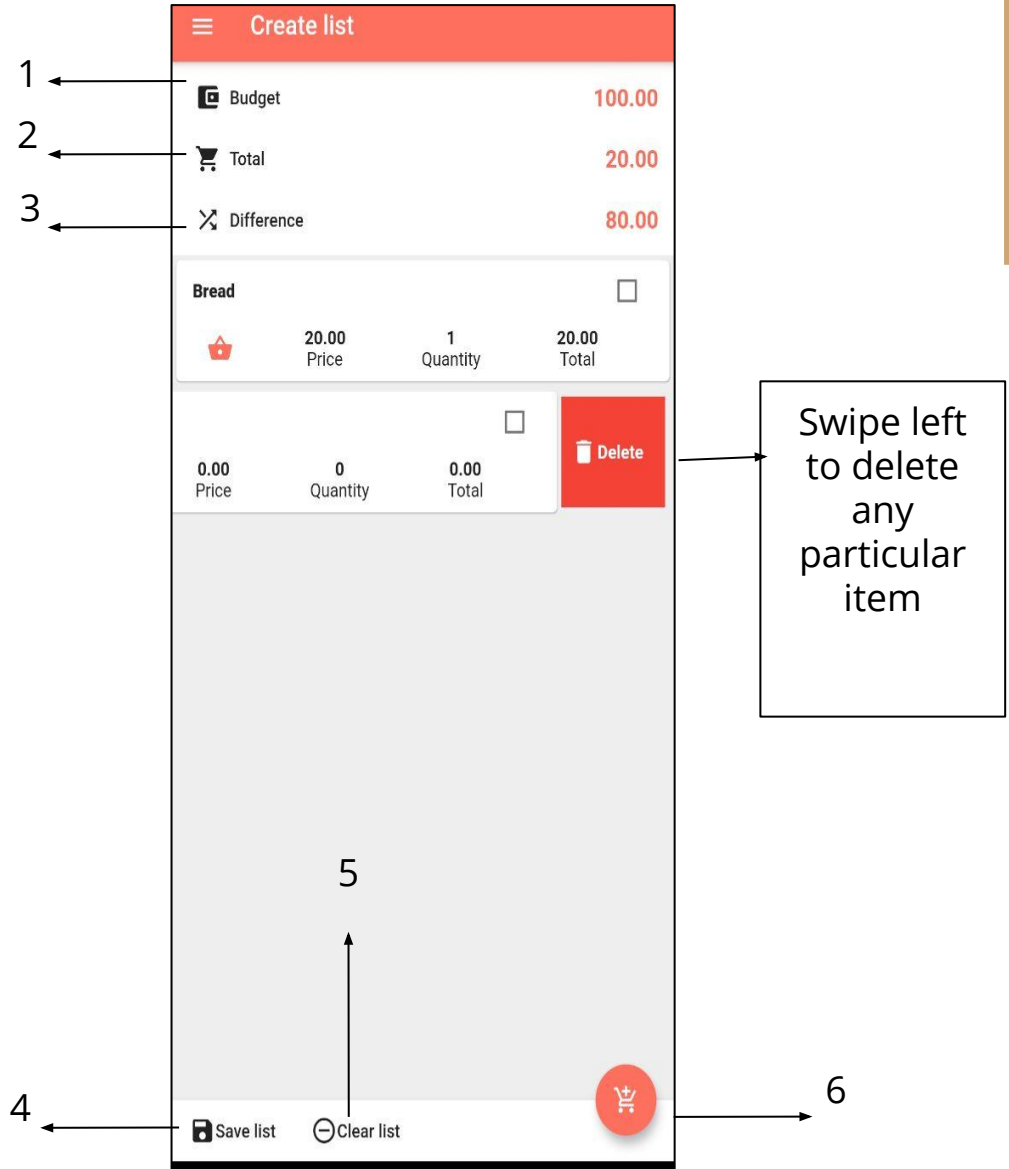 Create list
1
Budget 100.00
2
Total 20.00
3
Difference 80.00
Bread
20.00 1 20.00
Price Quantity Total
Delete
0.00 0 0.00
Price Quantity Total
Swipe left
to delete
any
particular
item
5
6
4
Save list Clear list